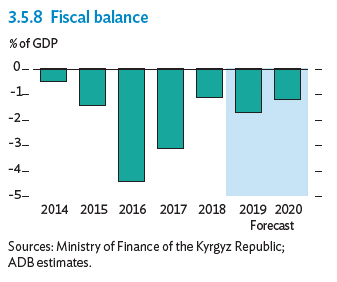 3.5.8 Fiscal balance
% of GDP
0
-1
-2
-3
-4
-5
2014 2015 2016 2017 2018 2019 2020
Forecast
Sources: Ministry of Finance of the Kyrgyz Republic;
ADB estimates.